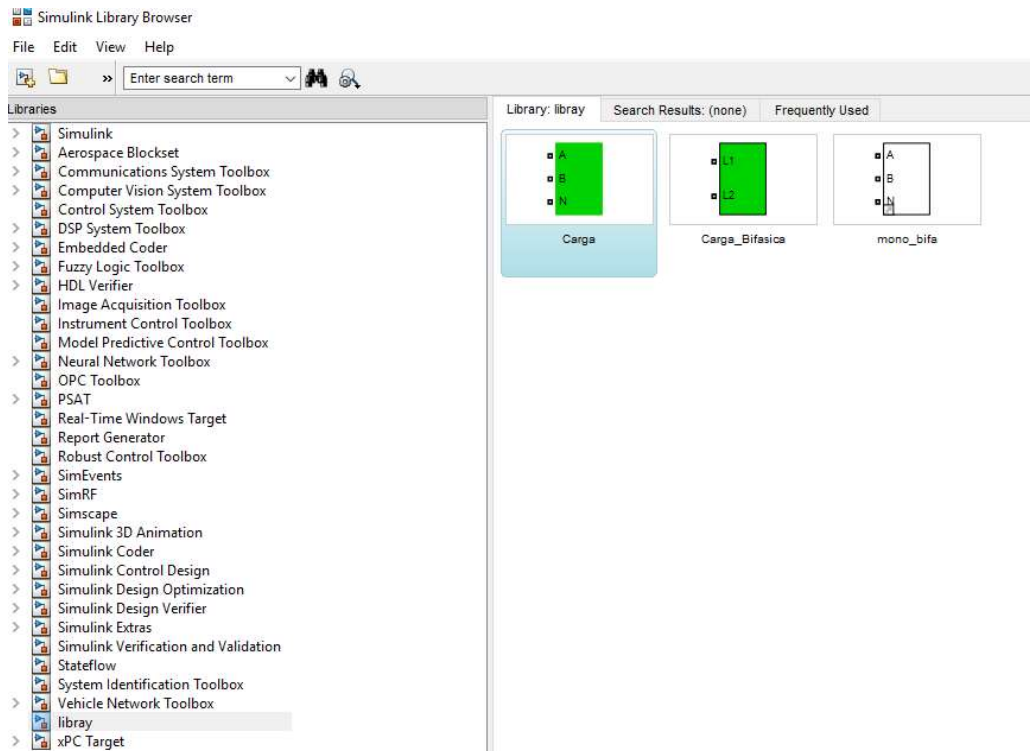 Simulink Library Browser
File Edit View Help
» Enter search term
Libraries
Simulink
Aerospace Blockset
Communications System Toolbox
Computer Vision System Toolbox
Control System Toolbox
DSP System Toolbox
Embedded Coder
Fuzzy Logic Toolbox
HDL Verifier
Image Acquisition Toolbox
Instrument Control Toolbox
Model Predictive Control Toolbox
Neural Network Toolbox
OPC Toolbox
PSAT
Real-Time Windows Target
Report Generator
Robust Control Toolbox
SimEvents
SimRF
Simscape
Simulink 3D Animation
Simulink Coder
Simulink Control Design
Simulink Design Optimization
Simulink Design Verifier
Simulink Extras
Simulink Verification and Validation
Stateflow
System Identification Toolbox
Vehicle Network Toolbox
libray
xPC Target
Library: libray Search Results: (none) Frequently Used
A
B
N
Carga
L1
L2
Carga_Bifasica
A
B
N
mono_bifa